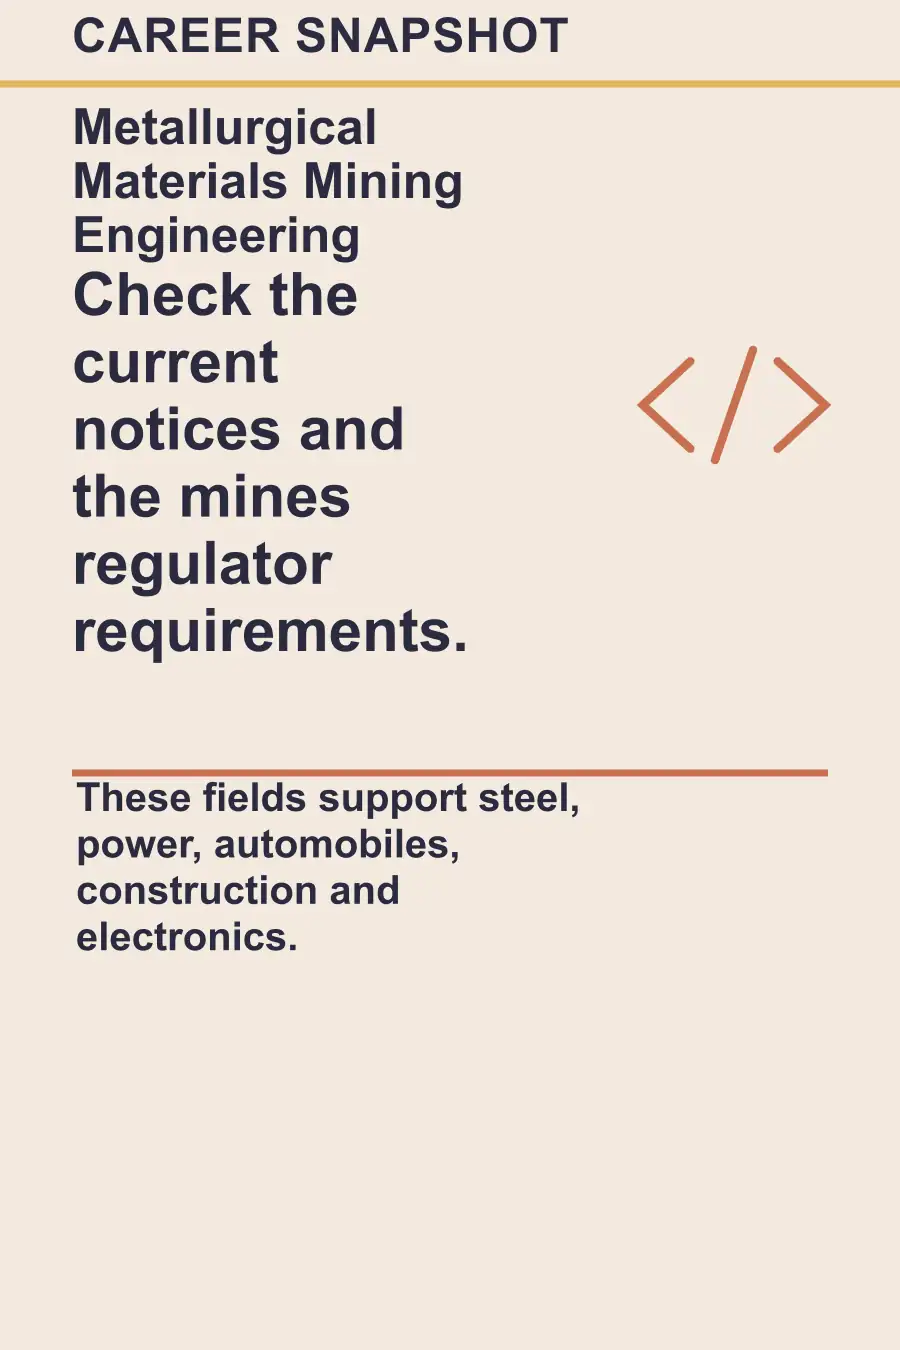 CAREER SNAPSHOT
Metallurgical
Materials Mining
Engineering
Check the
current
notices and
the mines
regulator
requirements.
These fields support steel,
power, automobiles,
construction and
electronics.